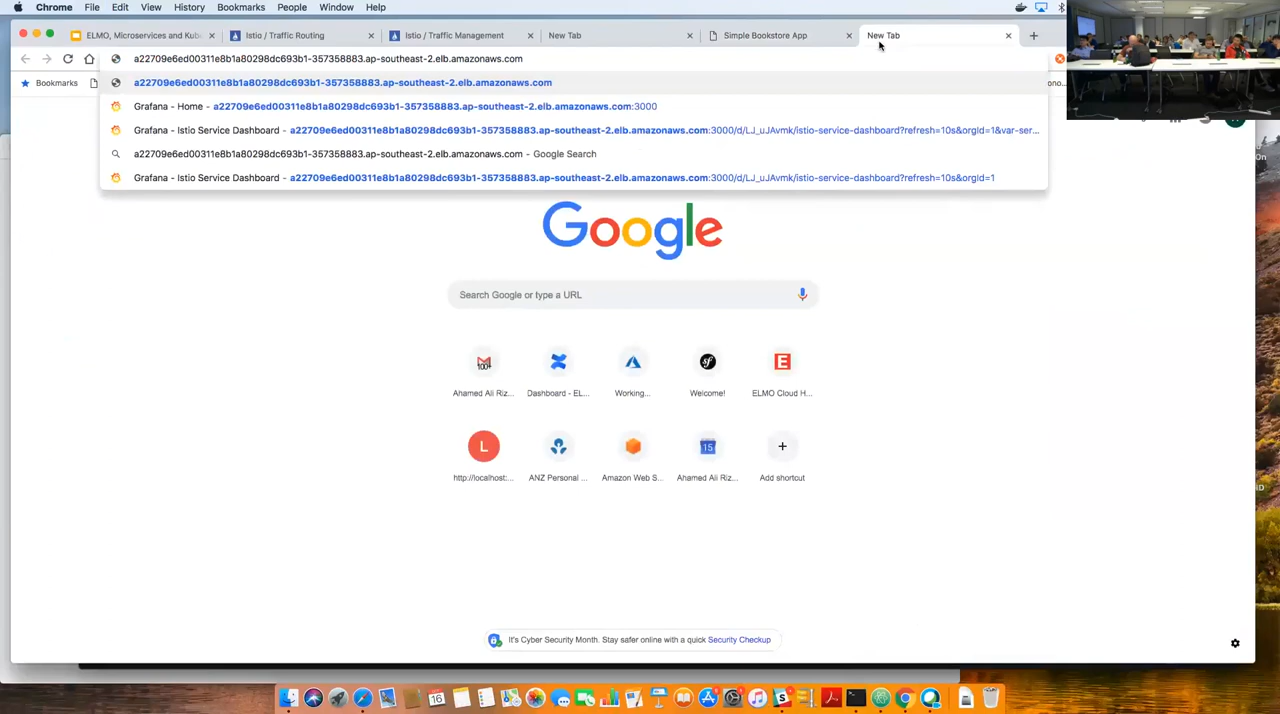 Chrome File Edit View History Bookmarks People Window Help
ELMO, Microservices and Kub
Istio / Traffic Routing
Istio / Traffic Management
New Tab
Simple Bookstore App
New Tab
a22709e6ed00311e8b1a80298dc693b1-357358883.ap-southeast-2.elb.amazonaws.com
Bookmarks
a22709e6ed00311e8b1a80298dc693b1-357358883.ap-southeast-2.elb.amazonaws.com
Grafana - Home - a22709e6ed00311e8b1a80298dc693b1-357358883.ap-southeast-2.elb.amazonaws.com:3000
Grafana - Istio Service Dashboard - a22709e6ed00311e8b1a80298dc693b1-357358883.ap-southeast-2.elb.amazonaws.com:3000/d/LJ_uJAvmk/istio-service-dashboard?refresh=10s&orgId=1&var-ser...
a22709e6ed00311e8b1a80298dc693b1-357358883.ap-southeast-2.elb.amazonaws.com - Google Search
Grafana - Istio Service Dashboard - a22709e6ed00311e8b1a80298dc693b1-357358883.ap-southeast-2.elb.amazonaws.com:3000/d/LJ_uJAvmk/istio-service-dashboard?refresh=10s&orgId=1
Google
Search Google or type a URL
100+
Ahamed Ali Riz...
Dashboard - EL...
Working...
Welcome!
E
ELMO Cloud H...
L
http://localhost:...
ANZ Personal ...
Amazon Web S...
15
Ahamed Ali Riz...
Add shortcut
It's Cyber Security Month. Stay safer online with a quick Security Checkup
16